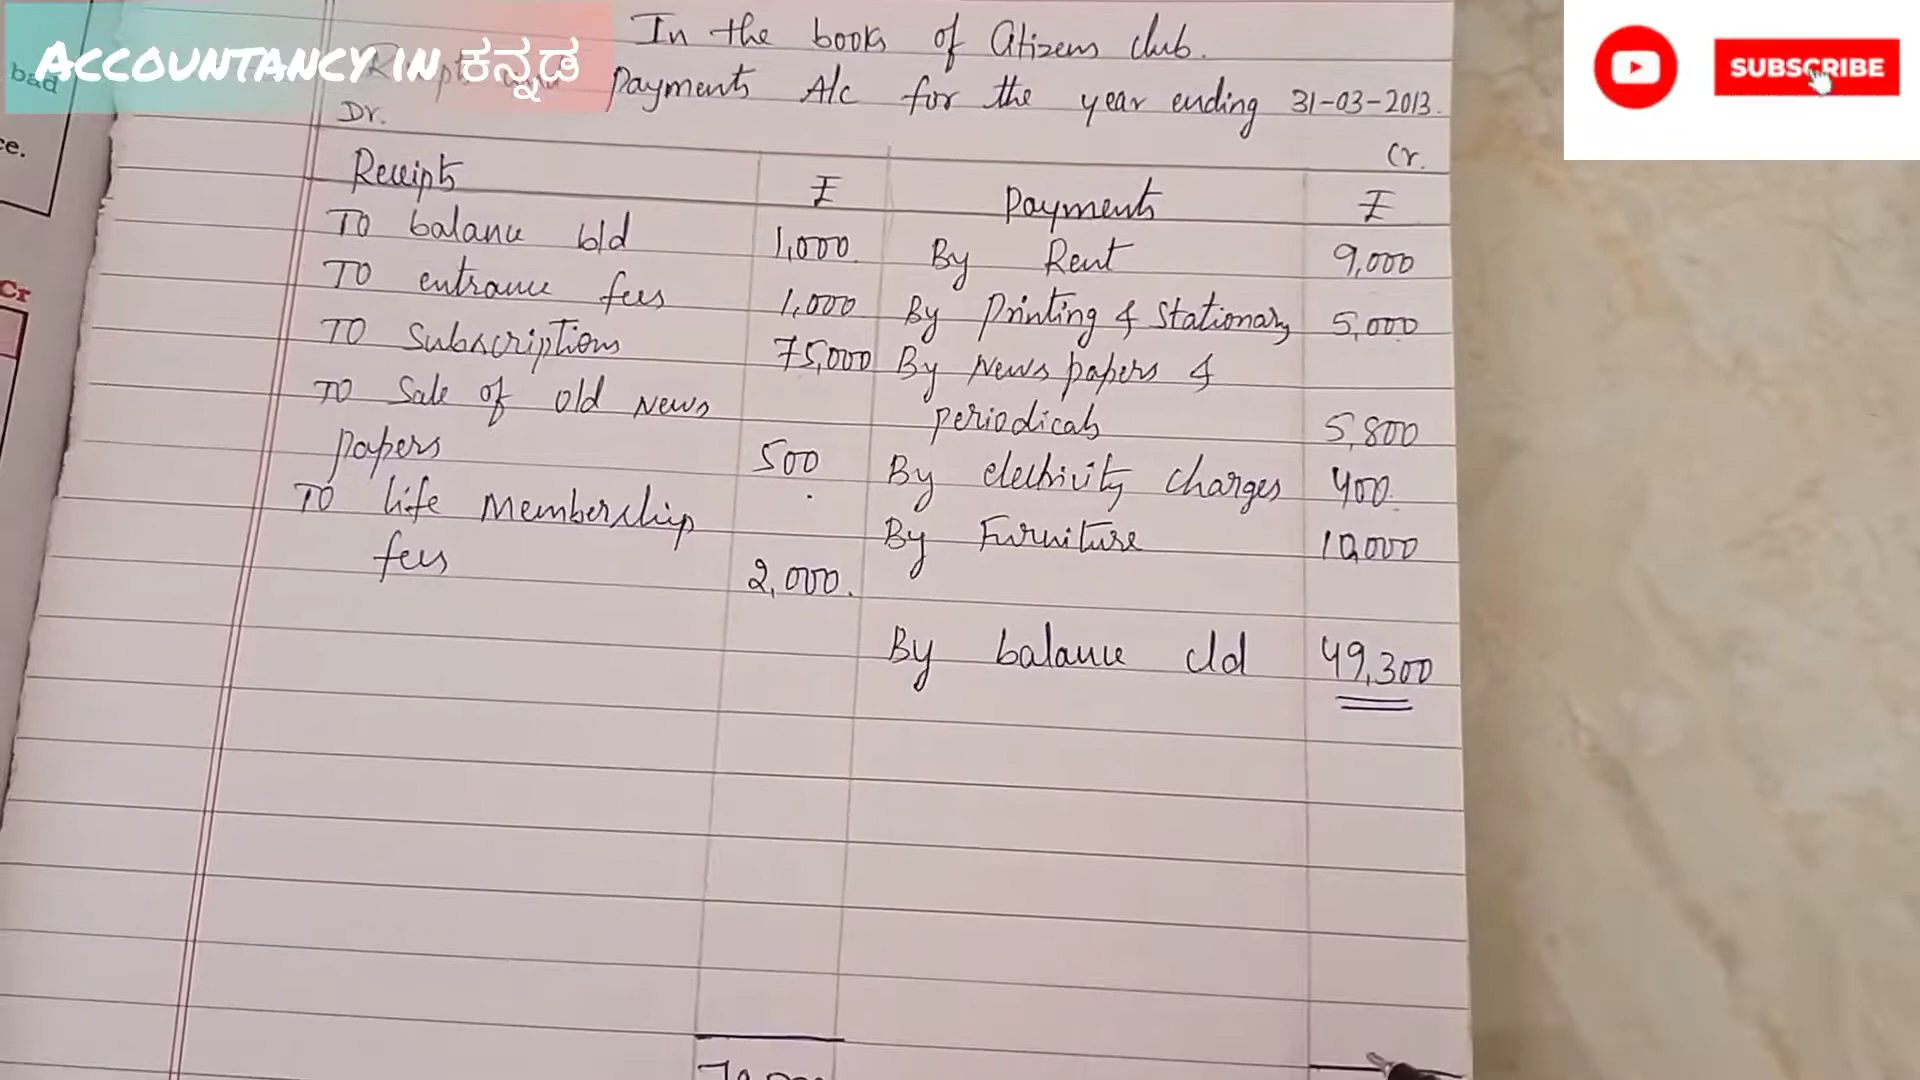 ACCOUNTANCY IN ಕನ್ನಡ
SUBSCRIBE
bad
ce.
Cr
In the books of Citizens club.
Payments A/c for the year ending 31-03-2013.
Dr.
Cr.
Receipts ₹ Payments ₹
To balance b/d 1,000. By Rent 9,000
To entrance fees 1,000 By Printing & Stationary 5,000
To Subscriptions 75,000 By News papers &
periodicals 5,800
To Sale of old News
papers 500 By electricity charges 400.
To life Membership By Furniture 10,000
fees 2,000.
By balance c/d 49,300